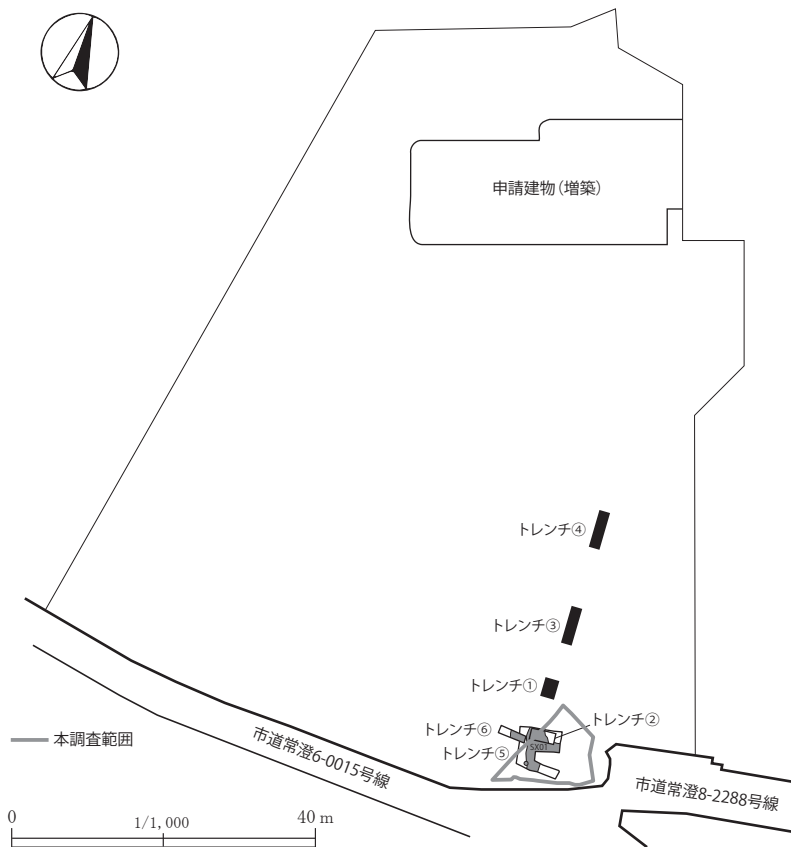 申請建物(増築)
トレンチ④
トレンチ③
トレンチ①
トレンチ②
トレンチ⑥
SX01
トレンチ⑤
本調査範囲
市道常澄6-0015号線
市道常澄8-2288号線
0 1/1,000 40 m